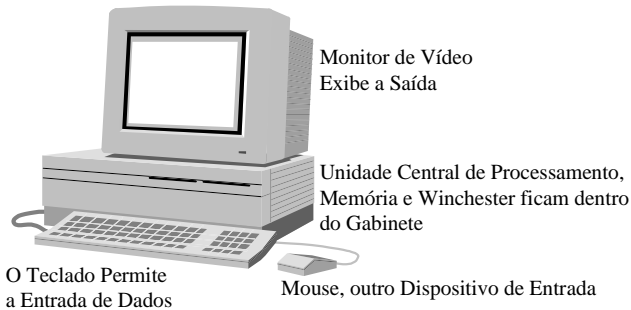 Monitor de Vídeo
Exibe a Saída
Unidade Central de Processamento,
Memória e Winchester ficam dentro
do Gabinete
O Teclado Permite
a Entrada de Dados
Mouse, outro Dispositivo de Entrada